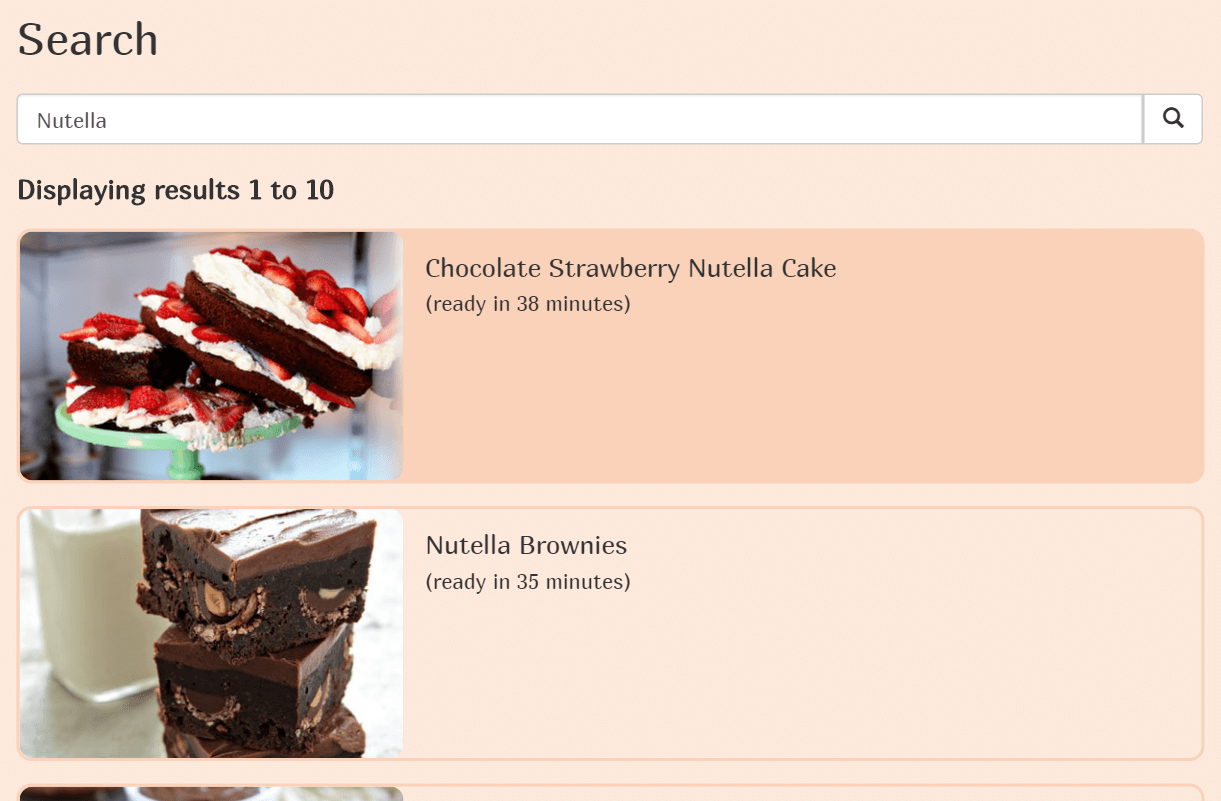 Search
Nutella
Displaying results 1 to 10
Chocolate Strawberry Nutella Cake
(ready in 38 minutes)
Nutella Brownies
(ready in 35 minutes)